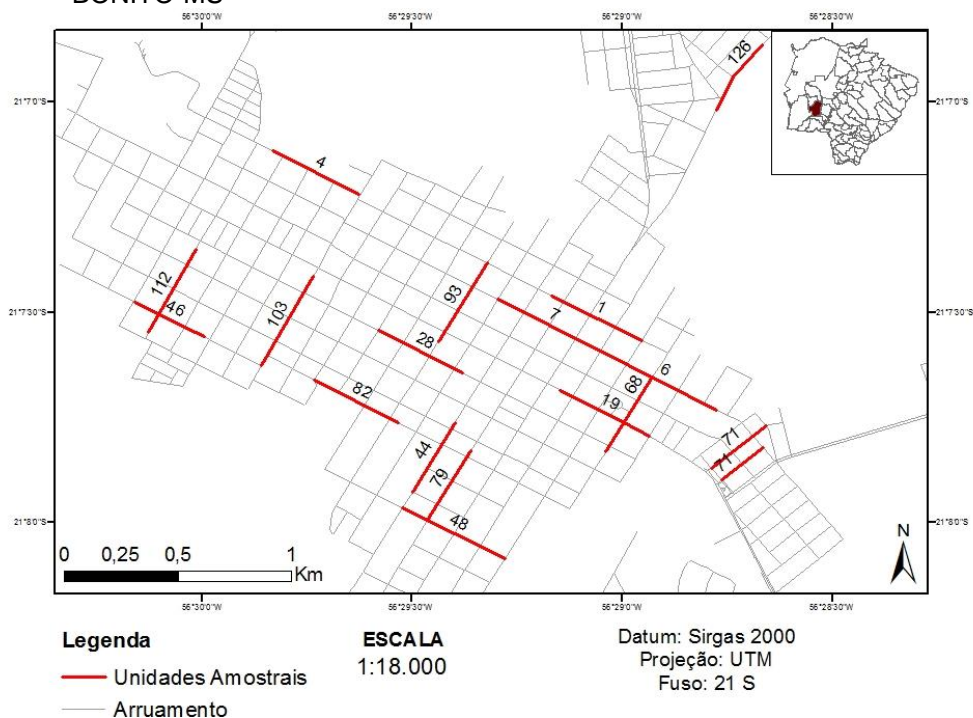 BONITO-MS
56°30'0"W 56°29'30"W 56°29'0"W 56°28'30"W
126
21°7'0"S 21°7'0"S
4
112
93
46
103
1
7
21°7'30"S 21°7'30"S
28
6
68
82
19
71
44
71
79
48
21°8'0"S 21°8'0"S
N
0 0,25 0,5 1
Km
56°30'0"W 56°29'30"W 56°29'0"W 56°28'30"W
Legenda
Unidades Amostrais
Arruamento
ESCALA
1:18.000
Datum: Sirgas 2000
Projeção: UTM
Fuso: 21 S